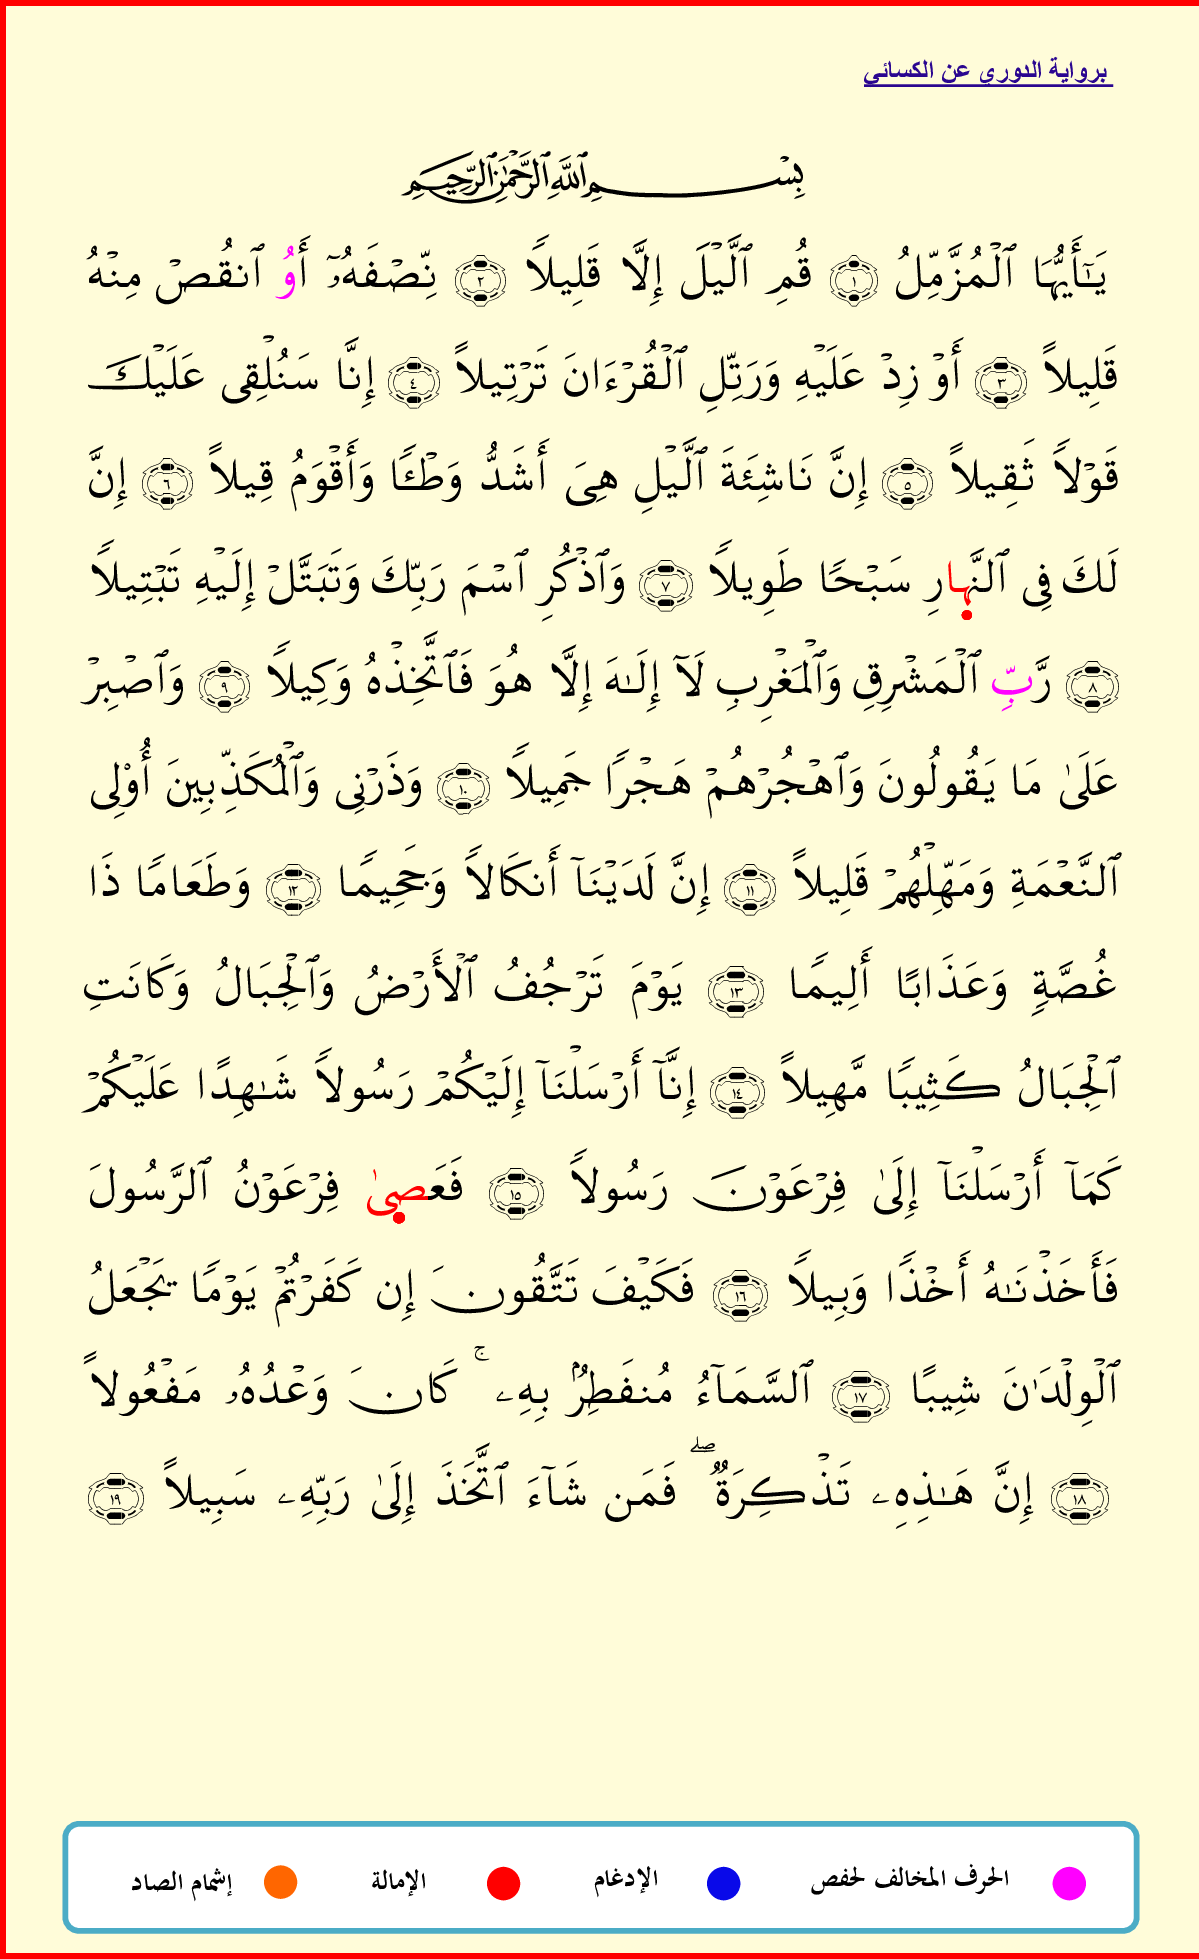 برواية الدوري عن الكسائي
بِسْمِ ٱللَّهِ ٱلرَّحْمَٰنِ ٱلرَّحِيمِ
يَـٰٓأَيُّهَا ٱلْمُزَّمِّلُ ١ قُمِ ٱلَّيْلَ إِلَّا قَلِيلاً ٢ نِّصْفَهُۥٓ أَوُ ٱنقُصْ مِنْهُ
قَلِيلاً ٣ أَوْ زِدْ عَلَيْهِ وَرَتِّلِ ٱلْقُرْءَانَ تَرْتِيلاً ٤ إِنَّا سَنُلْقِى عَلَيْكَ
قَوْلاً ثَقِيلاً ٥ إِنَّ نَاشِئَةَ ٱلَّيْلِ هِىَ أَشَدُّ وَطْـًٔا وَأَقْوَمُ قِيلاً ٦ إِنَّ
لَكَ فِى ٱلنَّهارِ سَبْحًا طَوِيلاً ٧ وَٱذْكُرِ ٱسْمَ رَبِّكَ وَتَبَتَّلْ إِلَيْهِ تَبْتِيلاً
٨ رَّبِّ ٱلْمَشْرِقِ وَٱلْمَغْرِبِ لَآ إِلَـٰهَ إِلَّا هُوَ فَٱتَّخِذْهُ وَكِيلاً ٩ وَٱصْبِرْ
عَلَىٰ مَا يَقُولُونَ وَٱهْجُرْهُمْ هَجْرًا جَمِيلاً ١٠ وَذَرْنِى وَٱلْمُكَذِّبِينَ أُو۟لِى
ٱلنَّعْمَةِ وَمَهِّلْهُمْ قَلِيلاً ١١ إِنَّ لَدَيْنَآ أَنكَالاً وَجَحِيمًا ١٢ وَطَعَامًا ذَا
غُصَّةٍ وَعَذَابًا أَلِيمًا ١٣ يَوْمَ تَرْجُفُ ٱلْأَرْضُ وَٱلْجِبَالُ وَكَانَتِ
ٱلْجِبَالُ كَثِيبًا مَّهِيلاً ١٤ إِنَّآ أَرْسَلْنَآ إِلَيْكُمْ رَسُولاً شَـٰهِدًا عَلَيْكُمْ
كَمَآ أَرْسَلْنَآ إِلَىٰ فِرْعَوْنَ رَسُولاً ١٥ فَعَصىٰ فِرْعَوْنُ ٱلرَّسُولَ
فَأَخَذْنَـٰهُ أَخْذًا وَبِيلاً ١٦ فَكَيْفَ تَتَّقُونَ إِن كَفَرْتُمْ يَوْمًا يَجْعَلُ
ٱلْوِلْدَٰنَ شِيبًا ١٧ ٱلسَّمَآءُ مُنفَطِرٌۢ بِهِۦ ۚ كَانَ وَعْدُهُۥ مَفْعُولاً
١٨ إِنَّ هَـٰذِهِۦ تَذْكِرَةٌ ۖ فَمَن شَآءَ ٱتَّخَذَ إِلَىٰ رَبِّهِۦ سَبِيلاً ١٩
الحرف المخالف لحفص الإدغام الإمالة إشمام الصاد